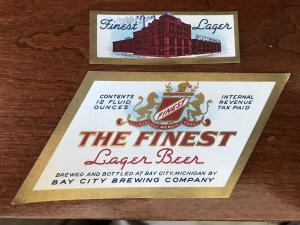 Finest Lager
CONTENTS
12 FLUID
OUNCES
INTERNAL
REVENUE
TAX PAID
FINEST
THE FINEST
Lager Beer
BREWED AND BOTTLED AT BAY CITY, MICHIGAN BY
BAY CITY BREWING COMPANY